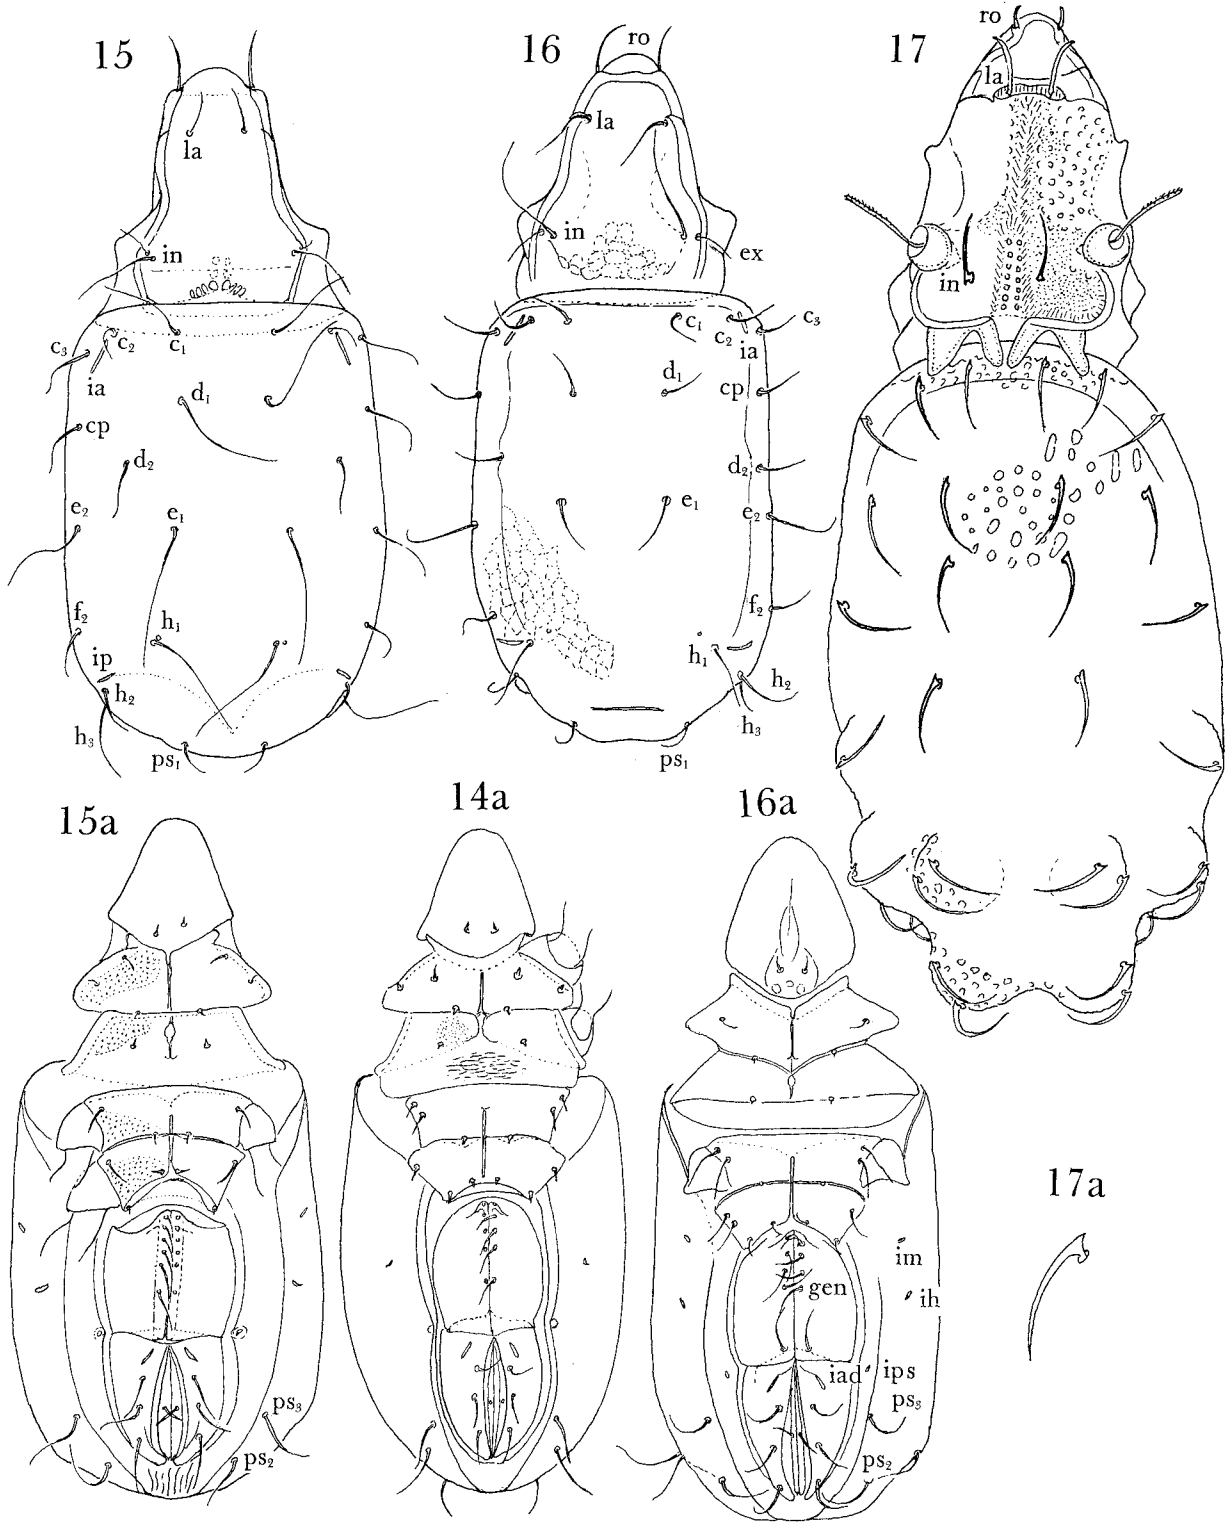 15
la
in
c₃
c₂
c₁
ia
d₁
cp
d₂
e₂
e₁
f₂
h₁
ip
h₂
h₃
ps₁
16
ro
la
in
ex
c₁
c₂
c₃
ia
d₁
cp
d₂
e₁
e₂
f₂
h₁
h₂
h₃
ps₁
17
ro
la
in
15a
ps₃
ps₂
14a
16a
gen
im
ih
iad
ips
ps₃
ps₂
17a